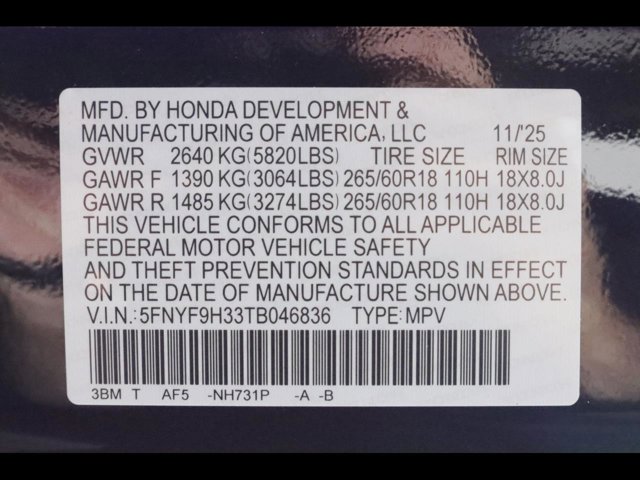 MFD. BY HONDA DEVELOPMENT &
MANUFACTURING OF AMERICA, LLC 11/'25
GVWR 2640 KG(5820LBS) TIRE SIZE RIM SIZE
GAWR F 1390 KG(3064LBS) 265/60R18 110H 18X8.0J
GAWR R 1485 KG(3274LBS) 265/60R18 110H 18X8.0J
THIS VEHICLE CONFORMS TO ALL APPLICABLE
FEDERAL MOTOR VEHICLE SAFETY
AND THEFT PREVENTION STANDARDS IN EFFECT
ON THE DATE OF MANUFACTURE SHOWN ABOVE.
V.I.N.:5FNYF9H33TB046836 TYPE:MPV
3BM T AF5 -NH731P -A -B